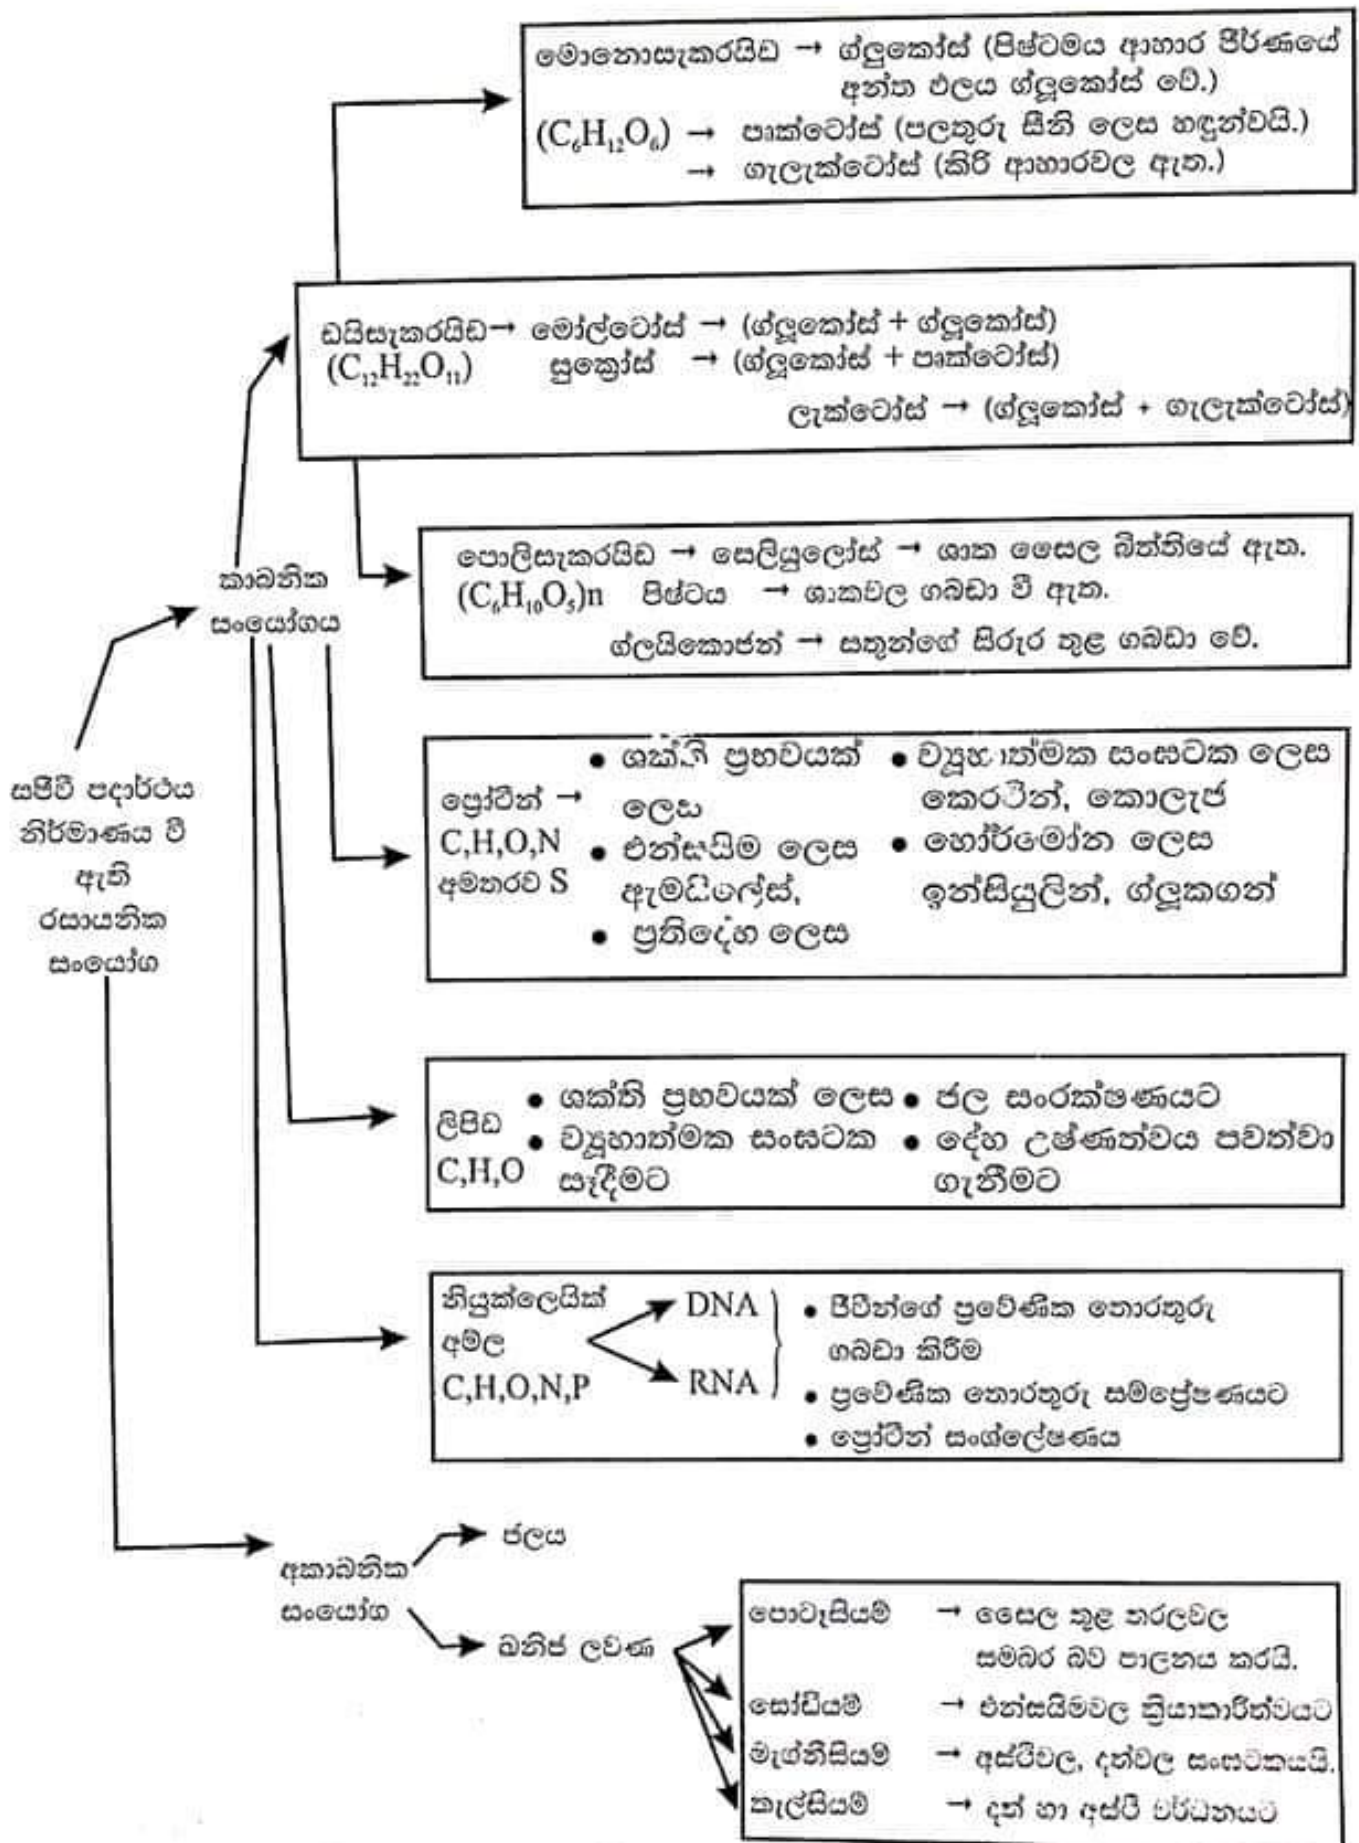 මොනොසැකරයිඩ → ග්ලුකෝස් (පිෂ්ටමය ආහාර ජීර්ණයේ
අන්ත ඵලය ග්ලූකෝස් වේ.)
(C₆H₁₂O₆) → පෘක්ටෝස් (පලතුරු සීනි ලෙස හඳුන්වයි.)
→ ගැලැක්ටෝස් (කිරි ආහාරවල ඇත.)
ඩයිසැකරයිඩ→ මෝල්ටෝස් → (ග්ලූකෝස් + ග්ලූකෝස්)
(C₁₂H₂₂O₁₁) සුක්‍රෝස් → (ග්ලූකෝස් + පෘක්ටෝස්)
ලැක්ටෝස් → (ග්ලූකෝස් + ගැලැක්ටෝස්)
පොලිසැකරයිඩ → සෙලියුලෝස් → ශාක සෛල බිත්තියේ ඇත.
(C₆H₁₀O₅)n පිෂ්ටය → ශාකවල ගබඩා වී ඇත.
ග්ලයිකොජන් → සතුන්ගේ සිරුර තුළ ගබඩා වේ.
කාබනික
සංයෝගය
සජීවී පදාර්ථය
නිර්මාණය වී
ඇති
රසායනික
සංයෝග
ප්‍රෝටීන් →
C,H,O,N
අමතරව S
• ශක්ති ප්‍රභවයක්
ලෙස
• එන්සයිම ලෙස
ඇමයිලේස්,
• ප්‍රතිදේහ ලෙස
• ව්‍යූහාත්මක සංඝටක ලෙස
කෙරටින්, කොලැජ
• හෝර්මෝන ලෙස
ඉන්සියුලින්, ග්ලූකගන්
ලිපිඩ
C,H,O
• ශක්ති ප්‍රභවයක් ලෙස
• ව්‍යූහාත්මක සංඝටක
සෑදීමට
• ජල සංරක්ෂණයට
• දේහ උෂ්ණත්වය පවත්වා
ගැනීමට
නියුක්ලෙයික්
අම්ල
C,H,O,N,P
DNA
RNA
• ජීවීන්ගේ ප්‍රවේණික තොරතුරු
ගබඩා කිරීම
• ප්‍රවේණික තොරතුරු සම්ප්‍රේෂණයට
• ප්‍රෝටීන් සංශ්ලේෂණය
අකාබනික
සංයෝග
ජලය
ඛනිජ ලවණ
පොටෑසියම් → සෛල තුළ තරලවල
සමබර බව පාලනය කරයි.
සෝඩියම් → එන්සයිමවල ක්‍රියාකාරීත්වයට
මැග්නීසියම් → අස්ථිවල, දත්වල සංඝටකයයි.
කැල්සියම් → දත් හා අස්ථි වර්ධනයට